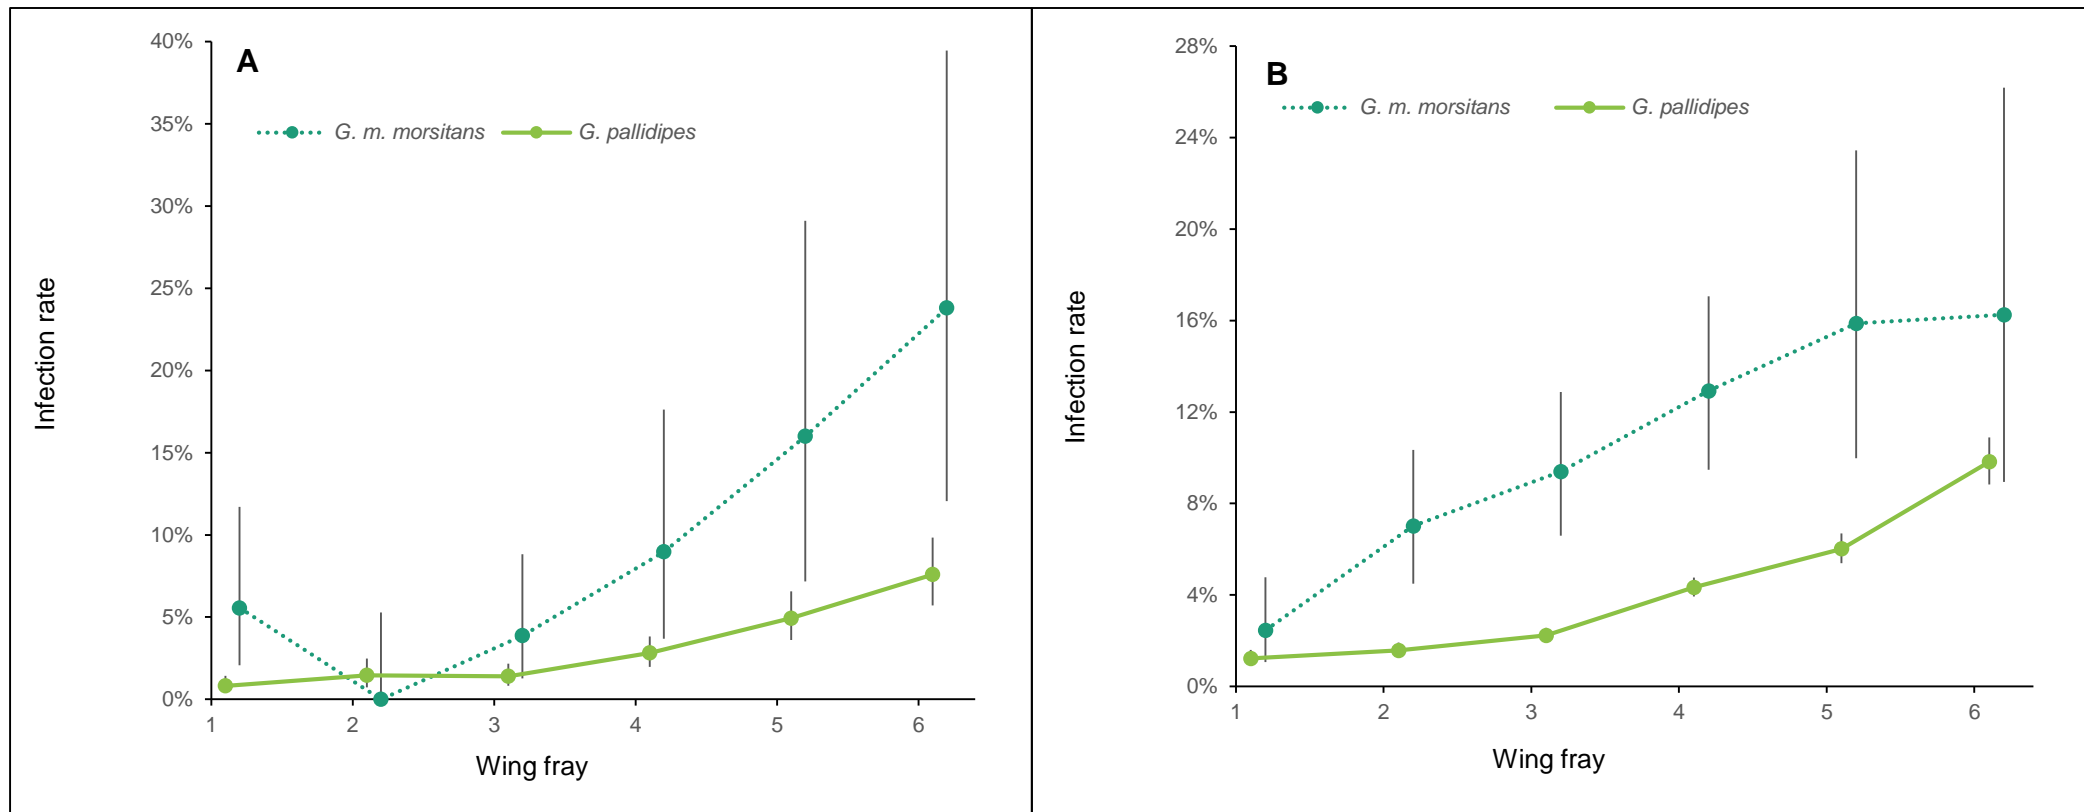 A
G. m. morsitans G. pallidipes
40%
35%
30%
25%
20%
15%
10%
5%
0%
1 2 3 4 5 6
Infection rate
Wing fray
B
G. m. morsitans G. pallidipes
28%
24%
20%
16%
12%
8%
4%
0%
1 2 3 4 5 6
Infection rate
Wing fray